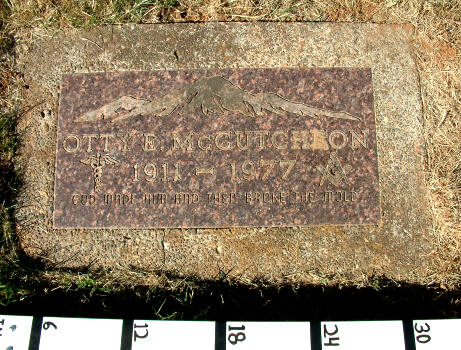 OTTY E. McCUTCHEON
1911 – 1977
GOD MADE HIM AND THEN BROKE THE MOLD
6 12 18 24 30